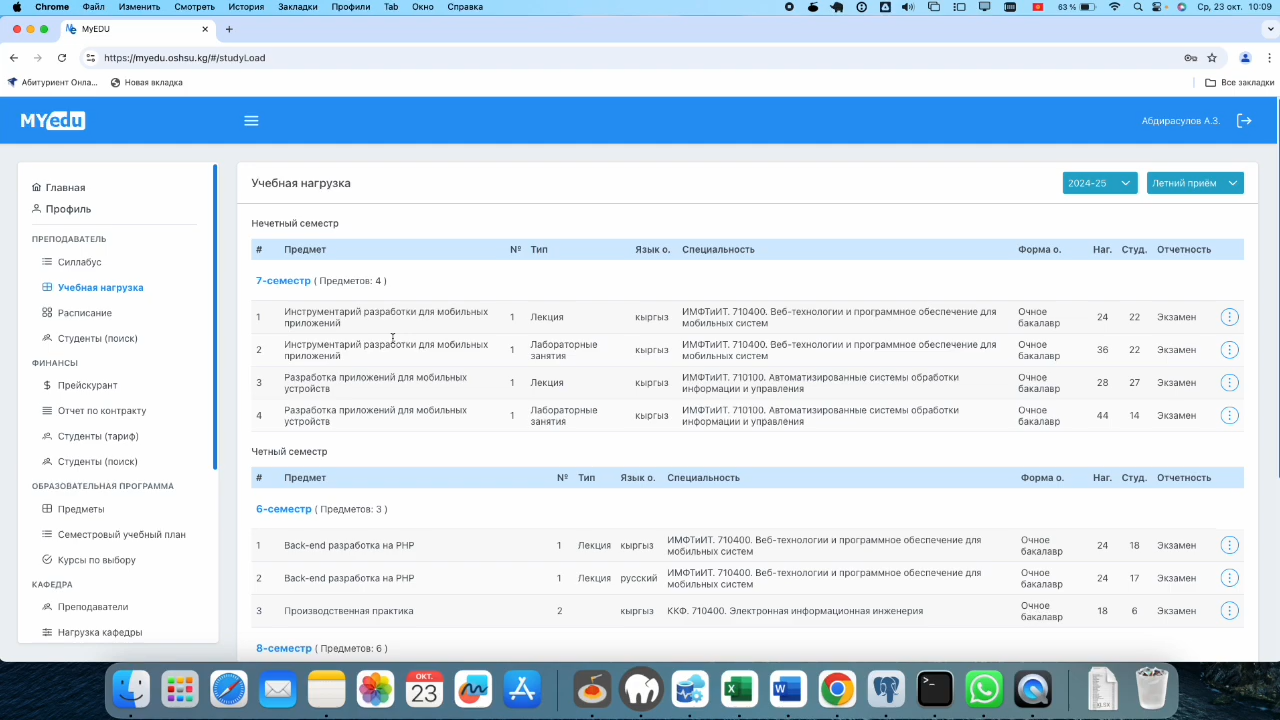 Chrome Файл Изменить Смотреть История Закладки Профили Tab Окно Справка 63 % Ср, 23 окт. 10:09
MyEDU
https://myedu.oshsu.kg/#/studyLoad
Абитуриент Онла... Новая вкладка Все закладки
MYedu Абдирасулов А.З.
Главная
Профиль
ПРЕПОДАВАТЕЛЬ
Силлабус
Учебная нагрузка
Расписание
Студенты (поиск)
ФИНАНСЫ
Прейскурант
Отчет по контракту
Студенты (тариф)
Студенты (поиск)
ОБРАЗОВАТЕЛЬНАЯ ПРОГРАММА
Предметы
Семестровый учебный план
Курсы по выбору
КАФЕДРА
Преподаватели
Нагрузка кафедры
Учебная нагрузка 2024-25 Летний приём
Нечетный семестр
# Предмет № Тип Язык о. Специальность Форма о. Наг. Студ. Отчетность
7-семестр ( Предметов: 4 )
1 Инструментарий разработки для мобильных приложений 1 Лекция кыргыз ИМФТиИТ. 710400. Веб-технологии и программное обеспечение для мобильных систем Очное бакалавр 24 22 Экзамен
2 Инструментарий разработки для мобильных приложений 1 Лабораторные занятия кыргыз ИМФТиИТ. 710400. Веб-технологии и программное обеспечение для мобильных систем Очное бакалавр 36 22 Экзамен
3 Разработка приложений для мобильных устройств 1 Лекция кыргыз ИМФТиИТ. 710100. Автоматизированные системы обработки информации и управления Очное бакалавр 28 27 Экзамен
4 Разработка приложений для мобильных устройств 1 Лабораторные занятия кыргыз ИМФТиИТ. 710100. Автоматизированные системы обработки информации и управления Очное бакалавр 44 14 Экзамен
Четный семестр
# Предмет № Тип Язык о. Специальность Форма о. Наг. Студ. Отчетность
6-семестр ( Предметов: 3 )
1 Back-end разработка на PHP 1 Лекция кыргыз ИМФТиИТ. 710400. Веб-технологии и программное обеспечение для мобильных систем Очное бакалавр 24 18 Экзамен
2 Back-end разработка на PHP 1 Лекция русский ИМФТиИТ. 710400. Веб-технологии и программное обеспечение для мобильных систем Очное бакалавр 24 17 Экзамен
3 Производственная практика 2 кыргыз ККФ. 710400. Электронная информационная инженерия Очное бакалавр 18 6 Экзамен
8-семестр ( Предметов: 6 )
ОКТ.
23